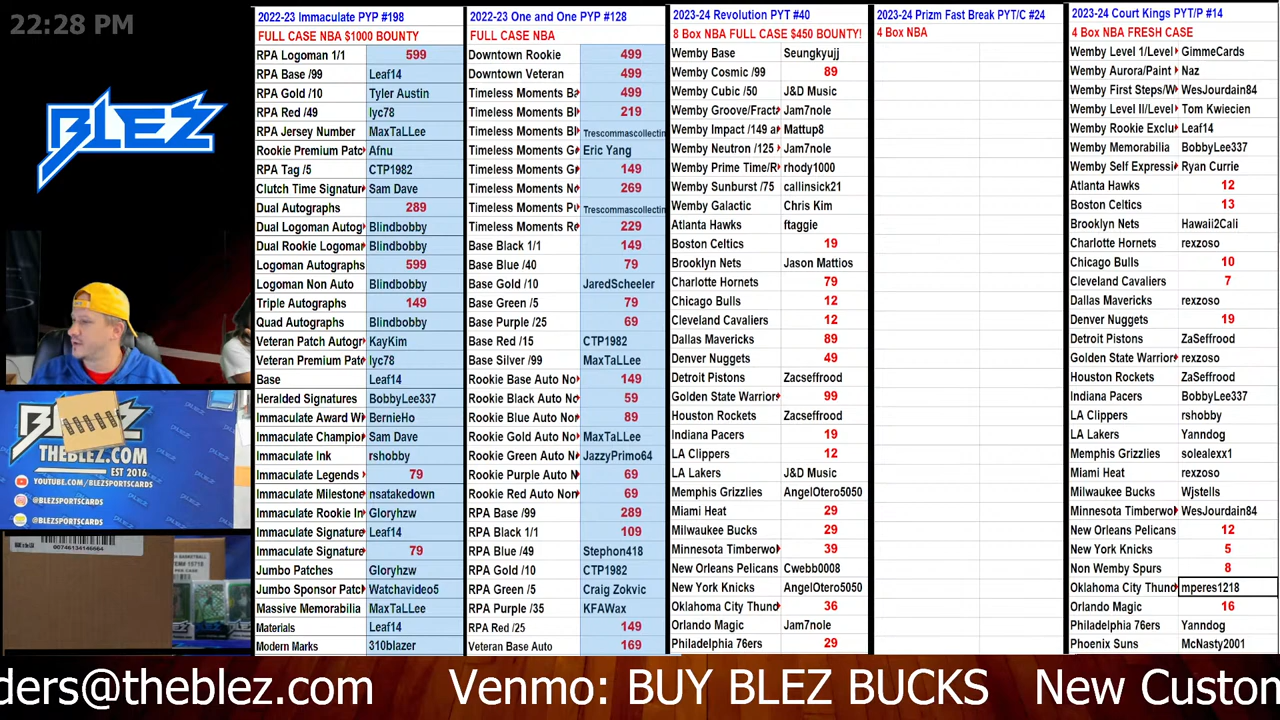 22:28 PM
BLEZ
BLEZ
THEBLEZ.COM
EST 2016
YOUTUBE.COM/BLEZSPORTSCARDS
@BLEZSPORTSCARDS
@BLEZSPORTSCARDS
00746134146664
2022-23 Immaculate PYP #198
FULL CASE NBA $1000 BOUNTY
RPA Logoman 1/1 599
RPA Base /99 Leaf14
RPA Gold /10 Tyler Austin
RPA Red /49 lyc78
RPA Jersey Number MaxTaLLee
Rookie Premium Patc Afnu
RPA Tag /5 CTP1982
Clutch Time Signatur Sam Dave
Dual Autographs 289
Dual Logoman Autog Blindbobby
Dual Rookie Logomar Blindbobby
Logoman Autographs 599
Logoman Non Auto Blindbobby
Triple Autographs 149
Quad Autographs Blindbobby
Veteran Patch Autogr KayKim
Veteran Premium Pat lyc78
Base Leaf14
Heralded Signatures BobbyLee337
Immaculate Award Wi BernieHo
Immaculate Champio Sam Dave
Immaculate Ink rshobby
Immaculate Legends 79
Immaculate Milestone nsatakedown
Immaculate Rookie In Gloryhzw
Immaculate Signature Leaf14
Immaculate Signature 79
Jumbo Patches Gloryhzw
Jumbo Sponsor Patc Watchavideo5
Massive Memorabilia MaxTaLLee
Materials Leaf14
Modern Marks 310blazer
2022-23 One and One PYP #128
FULL CASE NBA
Downtown Rookie 499
Downtown Veteran 499
Timeless Moments Ba 499
Timeless Moments Bl 219
Timeless Moments Bl Trescommascollectin
Timeless Moments G Eric Yang
Timeless Moments G 149
Timeless Moments N 269
Timeless Moments Pu Trescommascollectin
Timeless Moments R 229
Base Black 1/1 149
Base Blue /40 79
Base Gold /10 JaredScheeler
Base Green /5 79
Base Purple /25 69
Base Red /15 CTP1982
Base Silver /99 MaxTaLLee
Rookie Base Auto No 149
Rookie Black Auto No 59
Rookie Blue Auto No 89
Rookie Gold Auto No MaxTaLLee
Rookie Green Auto N JazzyPrimo64
Rookie Purple Auto N 69
Rookie Red Auto Nor 69
RPA Base /99 289
RPA Black 1/1 109
RPA Blue /49 Stephon418
RPA Gold /10 CTP1982
RPA Green /5 Craig Zokvic
RPA Purple /35 KFAWax
RPA Red /25 149
Veteran Base Auto 169
2023-24 Revolution PYT #40
8 Box NBA FULL CASE $450 BOUNTY!
Wemby Base Seungkyujj
Wemby Cosmic /99 89
Wemby Cubic /50 J&D Music
Wemby Groove/Fract Jam7nole
Wemby Impact /149 a Mattup8
Wemby Neutron /125 Jam7nole
Wemby Prime Time/R rhody1000
Wemby Sunburst /75 callinsick21
Wemby Galactic Chris Kim
Atlanta Hawks ftaggie
Boston Celtics 19
Brooklyn Nets Jason Mattios
Charlotte Hornets 79
Chicago Bulls 12
Cleveland Cavaliers 12
Dallas Mavericks 89
Denver Nuggets 49
Detroit Pistons Zacseffrood
Golden State Warrior 99
Houston Rockets Zacseffrood
Indiana Pacers 19
LA Clippers 12
LA Lakers J&D Music
Memphis Grizzlies AngelOtero5050
Miami Heat 29
Milwaukee Bucks 29
Minnesota Timberwo 39
New Orleans Pelicans Cwebb0008
New York Knicks AngelOtero5050
Oklahoma City Thund 36
Orlando Magic Jam7nole
Philadelphia 76ers 29
2023-24 Prizm Fast Break PYT/C #24
4 Box NBA
2023-24 Court Kings PYT/P #14
4 Box NBA FRESH CASE
Wemby Level 1/Level GimmeCards
Wemby Aurora/Paint Naz
Wemby First Steps/W WesJourdain84
Wemby Level II/Level Tom Kwiecien
Wemby Rookie Exclu Leaf14
Wemby Memorabilia BobbyLee337
Wemby Self Expressi Ryan Currie
Atlanta Hawks 12
Boston Celtics 13
Brooklyn Nets Hawaii2Cali
Charlotte Hornets rexzoso
Chicago Bulls 10
Cleveland Cavaliers 7
Dallas Mavericks rexzoso
Denver Nuggets 19
Detroit Pistons ZaSeffrood
Golden State Warrior rexzoso
Houston Rockets ZaSeffrood
Indiana Pacers BobbyLee337
LA Clippers rshobby
LA Lakers Yanndog
Memphis Grizzlies solealexx1
Miami Heat rexzoso
Milwaukee Bucks Wjstells
Minnesota Timberwo WesJourdain84
New Orleans Pelicans 12
New York Knicks 5
Non Wemby Spurs 8
Oklahoma City Thund mperes1218
Orlando Magic 16
Philadelphia 76ers Yanndog
Phoenix Suns McNasty2001
ders@theblez.com Venmo: BUY BLEZ BUCKS New Custom